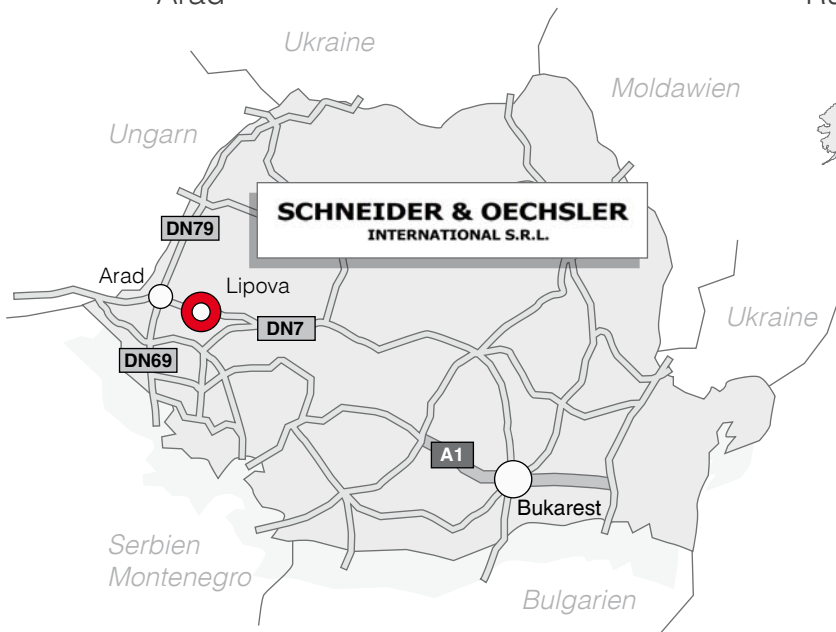 Arad
Ukraine
Moldawien
Ungarn
SCHNEIDER & OECHSLER
INTERNATIONAL S.R.L.
DN79
Arad
Lipova
DN7
Ukraine
DN69
A1
Bukarest
Serbien
Montenegro
Bulgarien